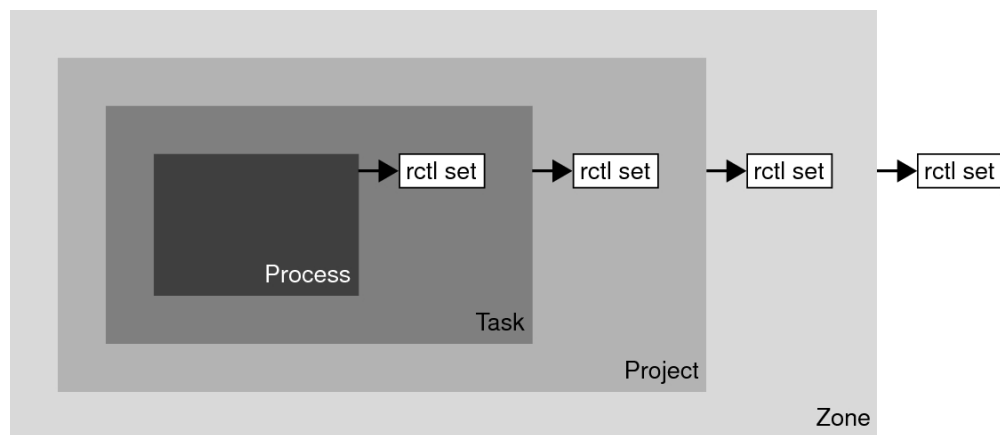 rctl set
rctl set
rctl set
rctl set
Process
Task
Project
Zone